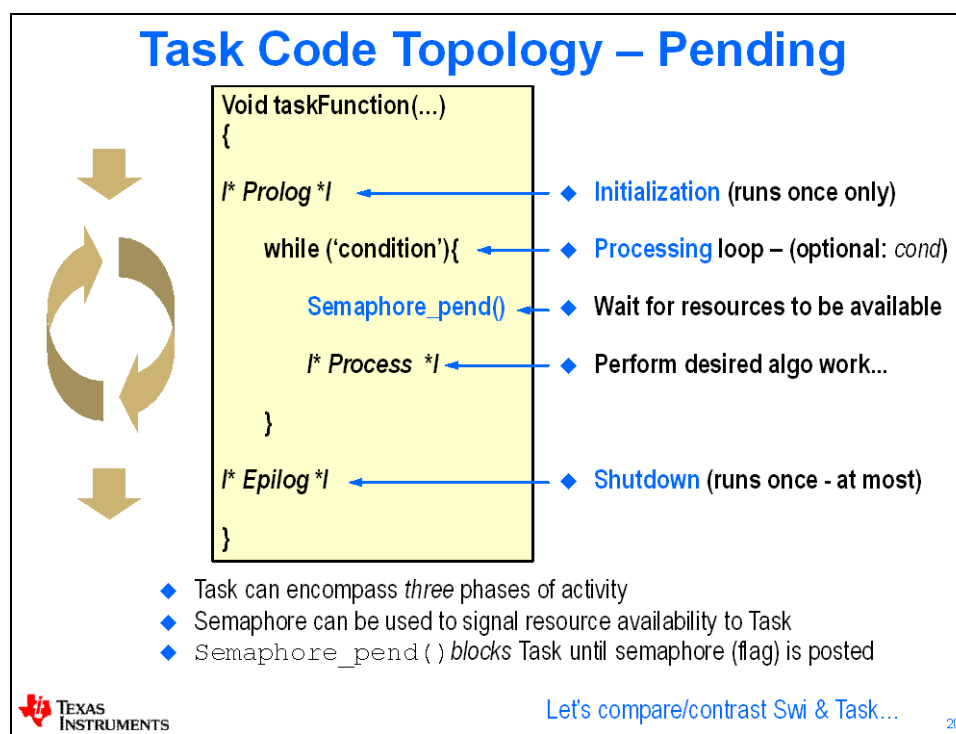 Task Code Topology – Pending
Void taskFunction(...)
{
/* Prolog */
◆ Initialization (runs once only)
while (‘condition’){
◆ Processing loop – (optional: cond)
Semaphore_pend()
◆ Wait for resources to be available
/* Process */
◆ Perform desired algo work...
}
/* Epilog */
◆ Shutdown (runs once - at most)
}
◆ Task can encompass three phases of activity
◆ Semaphore can be used to signal resource availability to Task
◆ Semaphore_pend() blocks Task until semaphore (flag) is posted
TEXAS
INSTRUMENTS
Let's compare/contrast Swi & Task...